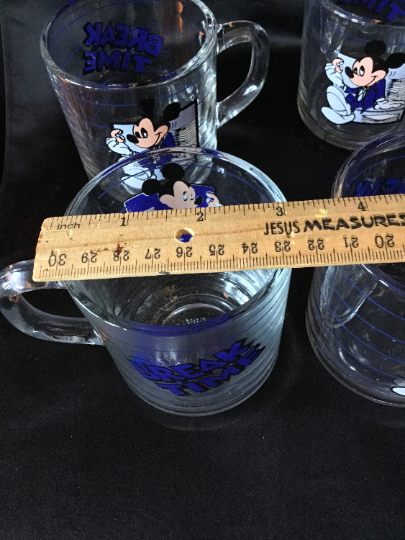 BREAK
TIME
inch 1 2 3 4
JESUS MEASURES
30 29 28 27 26 25 24 23 22 21 20
BREAK
TIME